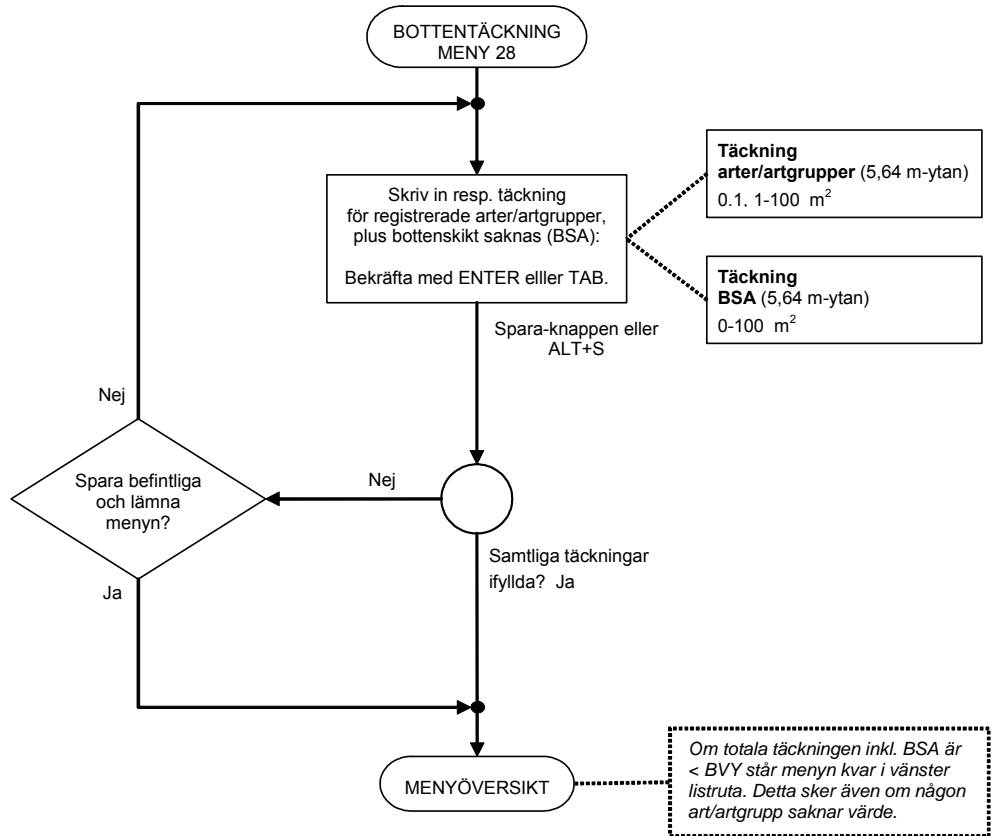 BOTTENTÄCKNING
MENY 28
Skriv in resp. täckning
för registrerade arter/artgrupper,
plus bottenskikt saknas (BSA):
Bekräfta med ENTER elller TAB.
Täckning
arter/artgrupper (5,64 m-ytan)
0.1, 1-100 m²
Täckning
BSA (5,64 m-ytan)
0-100 m²
Spara-knappen eller
ALT+S
Nej
Spara befintliga
och lämna
menyn?
Nej
Samtliga täckningar
ifyllda? Ja
Ja
MENYÖVERSIKT
Om totala täckningen inkl. BSA är
< BVY står menyn kvar i vänster
listruta. Detta sker även om någon
art/artgrupp saknar värde.